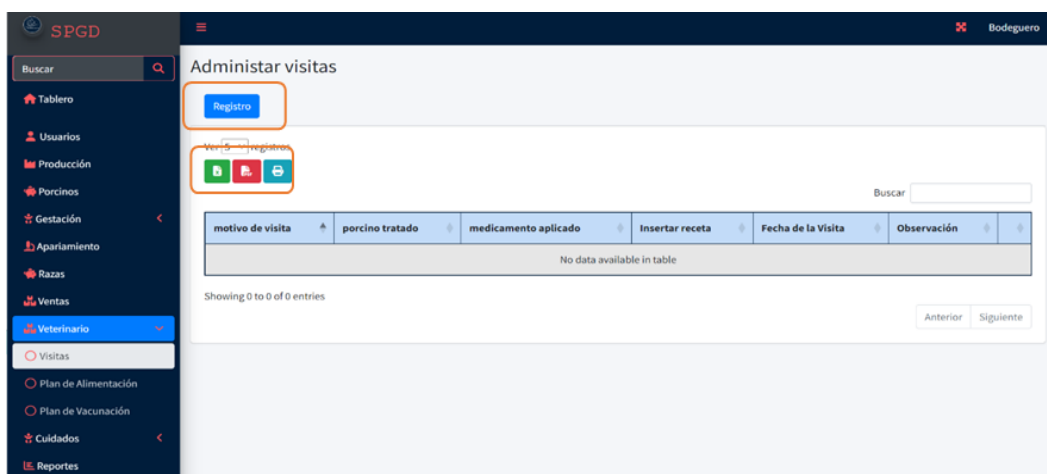 SPGD
Bodeguero
Buscar
Tablero
Usuarios
Producción
Porcinos
Gestación
Apariamiento
Razas
Ventas
Veterinario
Visitas
Plan de Alimentación
Plan de Vacunación
Cuidados
Reportes
Administar visitas
Registro
Ver 5 registros
Buscar
motivo de visita porcino tratado medicamento aplicado Insertar receta Fecha de la Visita Observación
No data available in table
Showing 0 to 0 of 0 entries
Anterior Siguiente